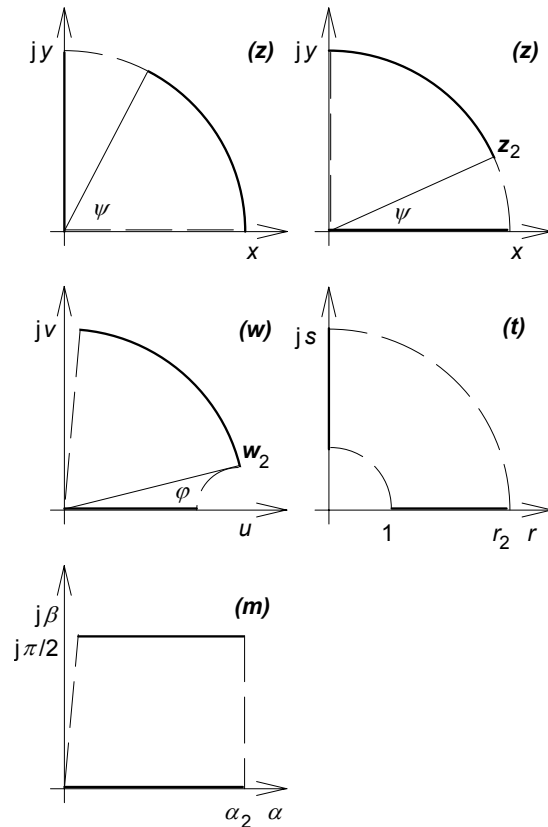 j y (z) j y (z)
z₂
ψ ψ
x x
j v (w) j s (t)
w₂
φ
u 1 r₂ r
j β (m)
j π/2
α₂ α